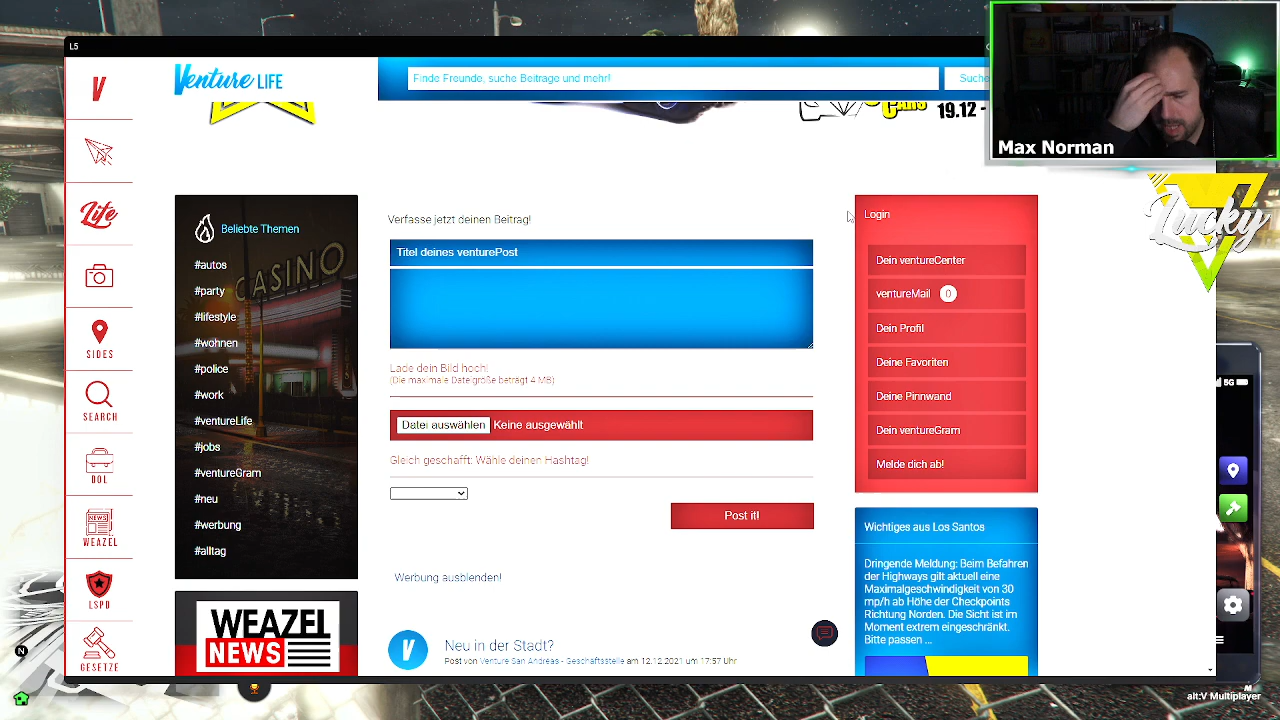 L5
Venture LIFE
Finde Freunde, suche Beiträge und mehr!
Suche
CARS
19.12 -
Max Norman
Lucky
V
Life
SIDES
SEARCH
DOL
NEWS
WEAZEL
LSPD
GESETZE
Beliebte Themen
CASINO
#autos
#party
#lifestyle
#wohnen
#police
#work
#ventureLife
#jobs
#ventureGram
#neu
#werbung
#alltag
WEAZEL
NEWS
Verfasse jetzt deinen Beitrag!
Titel deines venturePost
Lade dein Bild hoch!
(Die maximale Dateigröße beträgt 4 MB)
Datei auswählen Keine ausgewählt
Gleich geschafft: Wähle deinen Hashtag!
Post it!
Werbung ausblenden!
Neu in der Stadt?
Post von Venture San Andreas - Geschäftsstelle am 12.12.2021 um 17:57 uhr
Login
Dein ventureCenter
ventureMail 0
Dein Profil
Deine Favoriten
Deine Pinnwand
Dein ventureGram
Melde dich ab!
Wichtiges aus Los Santos
Dringende Meldung: Beim Befahren
der Highways gilt aktuell eine
Maximalgeschwindigkeit von 30
mp/h ab Höhe der Checkpoints
Richtung Norden. Die Sicht ist im
Moment extrem eingeschränkt.
Bitte passen ...
5G
N
alt:V Multiplayer